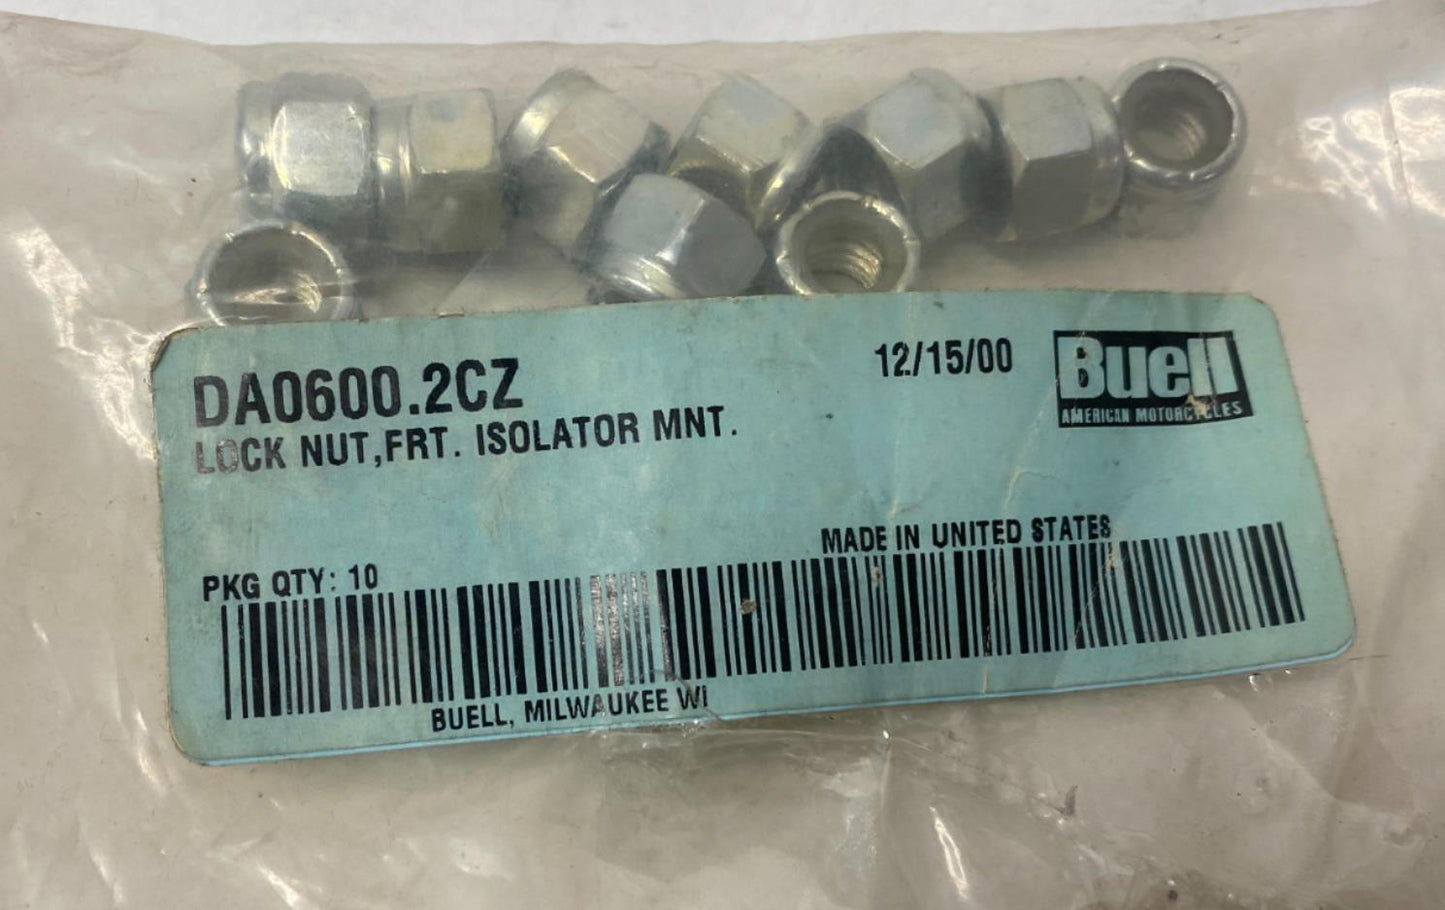 DA0600.2CZ
12/15/00
Buell
AMERICAN MOTORCYCLES
LOCK NUT,FRT. ISOLATOR MNT.
MADE IN UNITED STATES
PKG QTY: 10
BUELL, MILWAUKEE WI